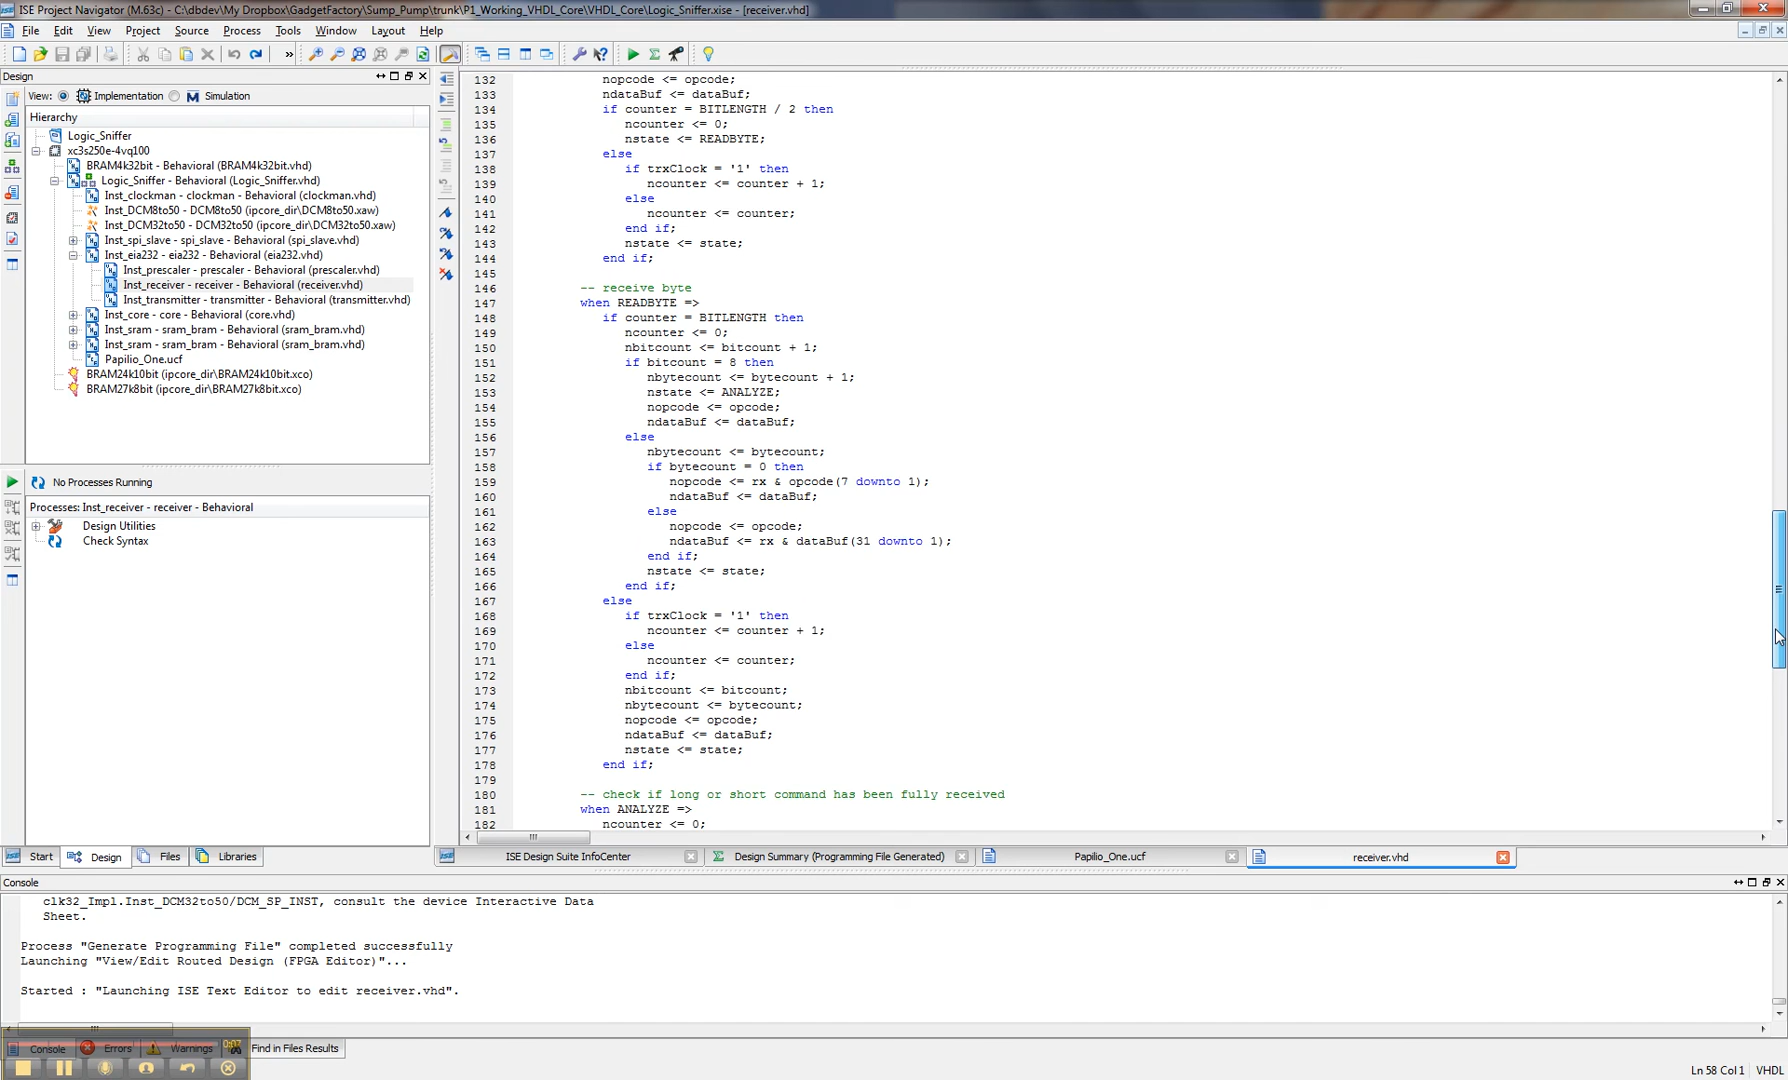 ISE Project Navigator (M.63c) - C:\dbdev\My Dropbox\GadgetFactory\Sump_Pump\trunk\P1_Working_VHDL_Core\VHDL_Core\Logic_Sniffer.xise - [receiver.vhd]
File Edit View Project Source Process Tools Window Layout Help
Design
View: Implementation Simulation
Hierarchy
Logic_Sniffer
xc3s250e-4vq100
BRAM4k32bit - Behavioral (BRAM4k32bit.vhd)
Logic_Sniffer - Behavioral (Logic_Sniffer.vhd)
Inst_clockman - clockman - Behavioral (clockman.vhd)
Inst_DCM8to50 - DCM8to50 (ipcore_dir\DCM8to50.xaw)
Inst_DCM32to50 - DCM32to50 (ipcore_dir\DCM32to50.xaw)
Inst_spi_slave - spi_slave - Behavioral (spi_slave.vhd)
Inst_eia232 - eia232 - Behavioral (eia232.vhd)
Inst_prescaler - prescaler - Behavioral (prescaler.vhd)
Inst_receiver - receiver - Behavioral (receiver.vhd)
Inst_transmitter - transmitter - Behavioral (transmitter.vhd)
Inst_core - core - Behavioral (core.vhd)
Inst_sram - sram_bram - Behavioral (sram_bram.vhd)
Inst_sram - sram_bram - Behavioral (sram_bram.vhd)
Papilio_One.ucf
BRAM24k10bit (ipcore_dir\BRAM24k10bit.xco)
BRAM27k8bit (ipcore_dir\BRAM27k8bit.xco)
No Processes Running
Processes: Inst_receiver - receiver - Behavioral
Design Utilities
Check Syntax
Start Design Files Libraries
132 nopcode <= opcode;
133 ndataBuf <= dataBuf;
134 if counter = BITLENGTH / 2 then
135 ncounter <= 0;
136 nstate <= READBYTE;
137 else
138 if trxClock = '1' then
139 ncounter <= counter + 1;
140 else
141 ncounter <= counter;
142 end if;
143 nstate <= state;
144 end if;
145
146 -- receive byte
147 when READBYTE =>
148 if counter = BITLENGTH then
149 ncounter <= 0;
150 nbitcount <= bitcount + 1;
151 if bitcount = 8 then
152 nbytecount <= bytecount + 1;
153 nstate <= ANALYZE;
154 nopcode <= opcode;
155 ndataBuf <= dataBuf;
156 else
157 nbytecount <= bytecount;
158 if bytecount = 0 then
159 nopcode <= rx & opcode(7 downto 1);
160 ndataBuf <= dataBuf;
161 else
162 nopcode <= opcode;
163 ndataBuf <= rx & dataBuf(31 downto 1);
164 end if;
165 nstate <= state;
166 end if;
167 else
168 if trxClock = '1' then
169 ncounter <= counter + 1;
170 else
171 ncounter <= counter;
172 end if;
173 nbitcount <= bitcount;
174 nbytecount <= bytecount;
175 nopcode <= opcode;
176 ndataBuf <= dataBuf;
177 nstate <= state;
178 end if;
179
180 -- check if long or short command has been fully received
181 when ANALYZE =>
182 ncounter <= 0;
ISE Design Suite InfoCenter Design Summary (Programming File Generated) Papilio_One.ucf receiver.vhd
Console
clk32_Impl.Inst_DCM32to50/DCM_SP_INST, consult the device Interactive Data
Sheet.
Process "Generate Programming File" completed successfully
Launching "View/Edit Routed Design (FPGA Editor)"...
Started : "Launching ISE Text Editor to edit receiver.vhd".
Console Errors Warnings 0:07 Find in Files Results
Ln 58 Col 1 VHDL